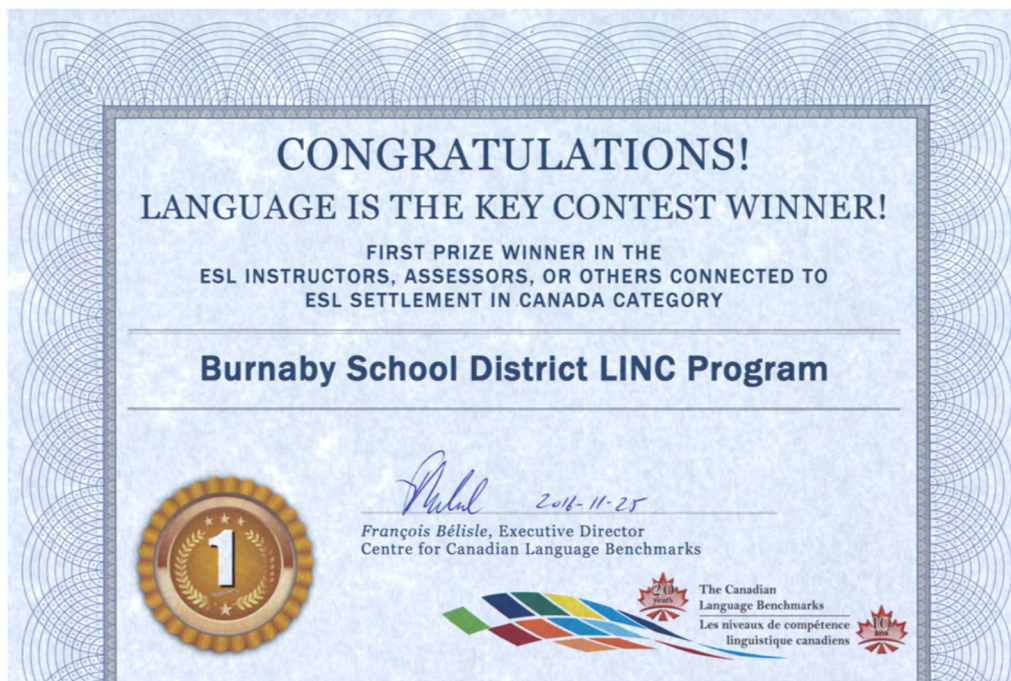 CONGRATULATIONS!
LANGUAGE IS THE KEY CONTEST WINNER!
FIRST PRIZE WINNER IN THE
ESL INSTRUCTORS, ASSESSORS, OR OTHERS CONNECTED TO
ESL SETTLEMENT IN CANADA CATEGORY
Burnaby School District LINC Program
2016-11-25
François Bélisle, Executive Director
Centre for Canadian Language Benchmarks
1
20
years
The Canadian
Language Benchmarks
Les niveaux de compétence
linguistique canadiens
10
ans